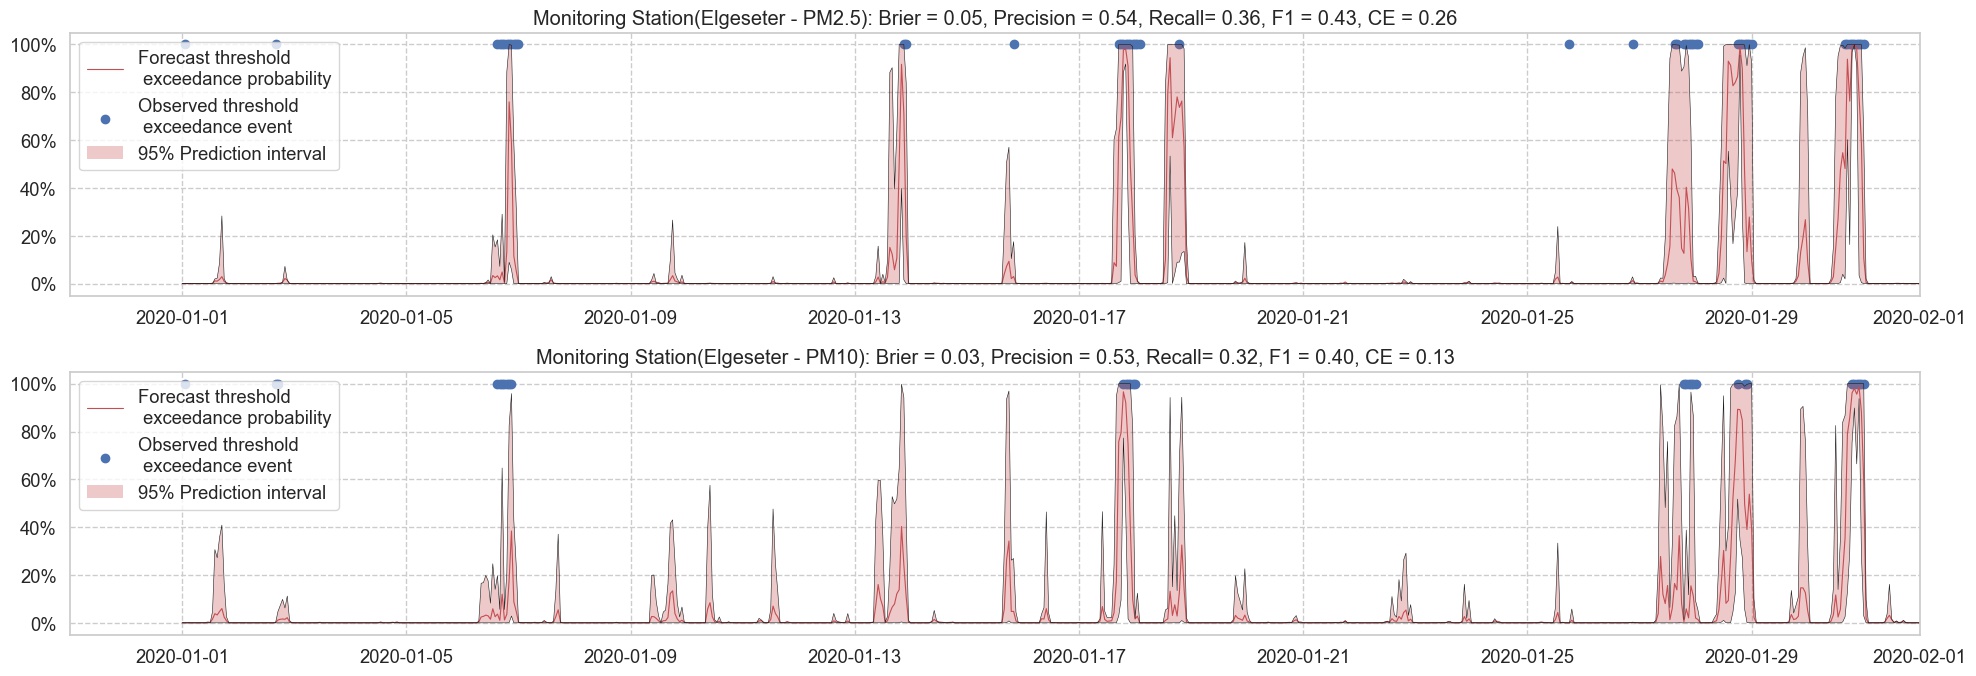 Monitoring Station(Elgeseter - PM2.5): Brier = 0.05, Precision = 0.54, Recall= 0.36, F1 = 0.43, CE = 0.26
100%
80%
60%
40%
20%
0%
Forecast threshold
exceedance probability
Observed threshold
exceedance event
95% Prediction interval
2020-01-01 2020-01-05 2020-01-09 2020-01-13 2020-01-17 2020-01-21 2020-01-25 2020-01-29 2020-02-01
Monitoring Station(Elgeseter - PM10): Brier = 0.03, Precision = 0.53, Recall= 0.32, F1 = 0.40, CE = 0.13
100%
80%
60%
40%
20%
0%
Forecast threshold
exceedance probability
Observed threshold
exceedance event
95% Prediction interval
2020-01-01 2020-01-05 2020-01-09 2020-01-13 2020-01-17 2020-01-21 2020-01-25 2020-01-29 2020-02-01